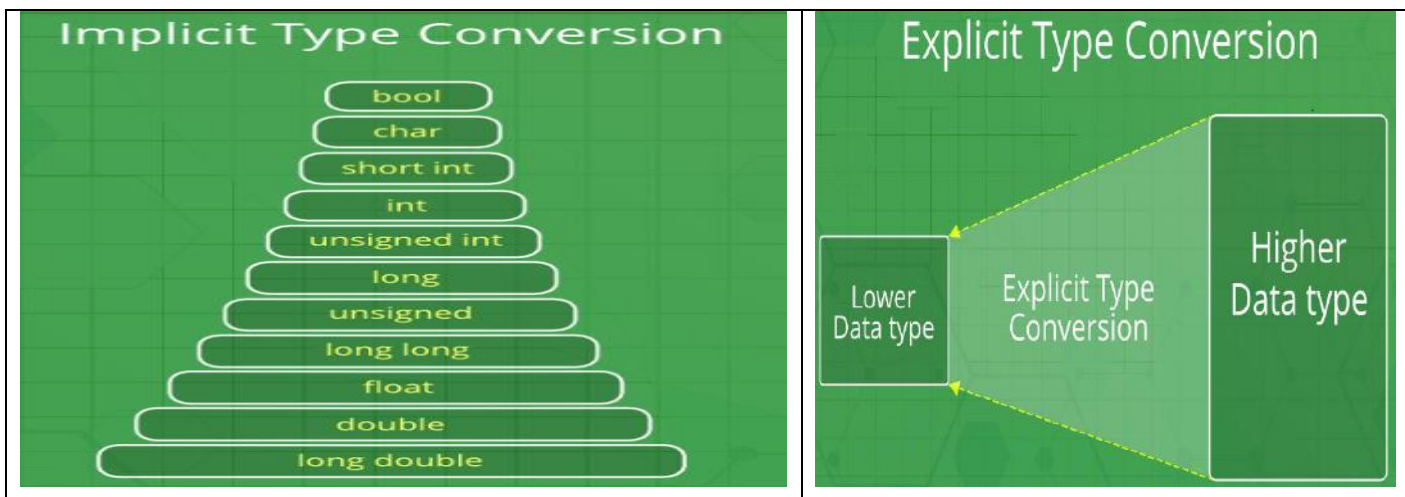 Implicit Type Conversion
bool
char
short int
int
unsigned int
long
unsigned
long long
float
double
long double
Explicit Type Conversion
Lower
Data type
Explicit Type
Conversion
Higher
Data type